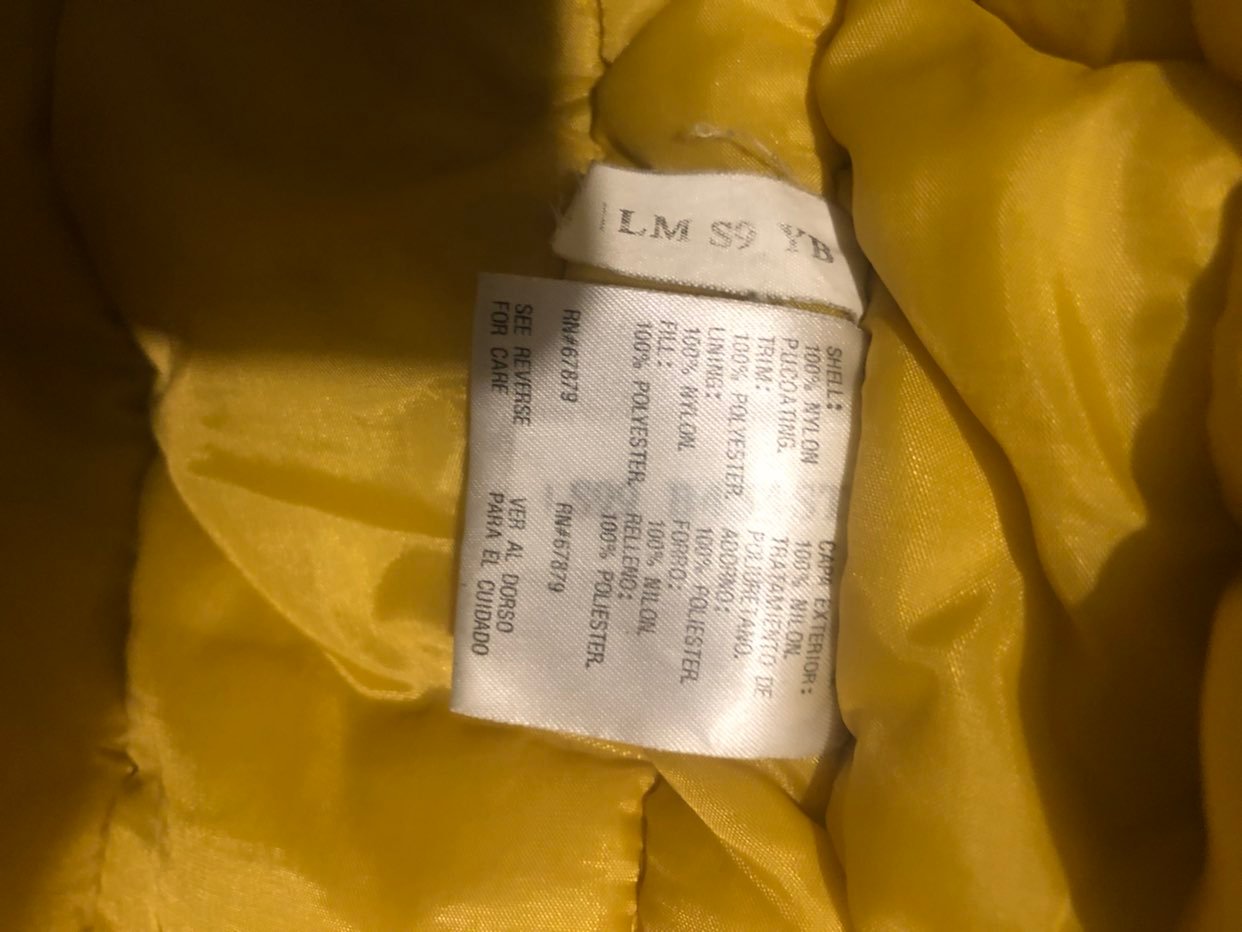 LM S9 YB
SHELL:
100% NYLON
P.U.COATING.
TRIM:
100% POLYESTER.
LINING:
100% NYLON.
FILL:
100% POLYESTER.
RN#67879
SEE REVERSE
FOR CARE
CAPA EXTERIOR:
100% NILON.
TRATAMIENTO DE
POLIURETANO.
ADORNO:
100% POLIESTER.
FORRO:
100% NILON.
RELLENO:
100% POLIESTER.
RN#67879
VER AL DORSO
PARA EL CUIDADO